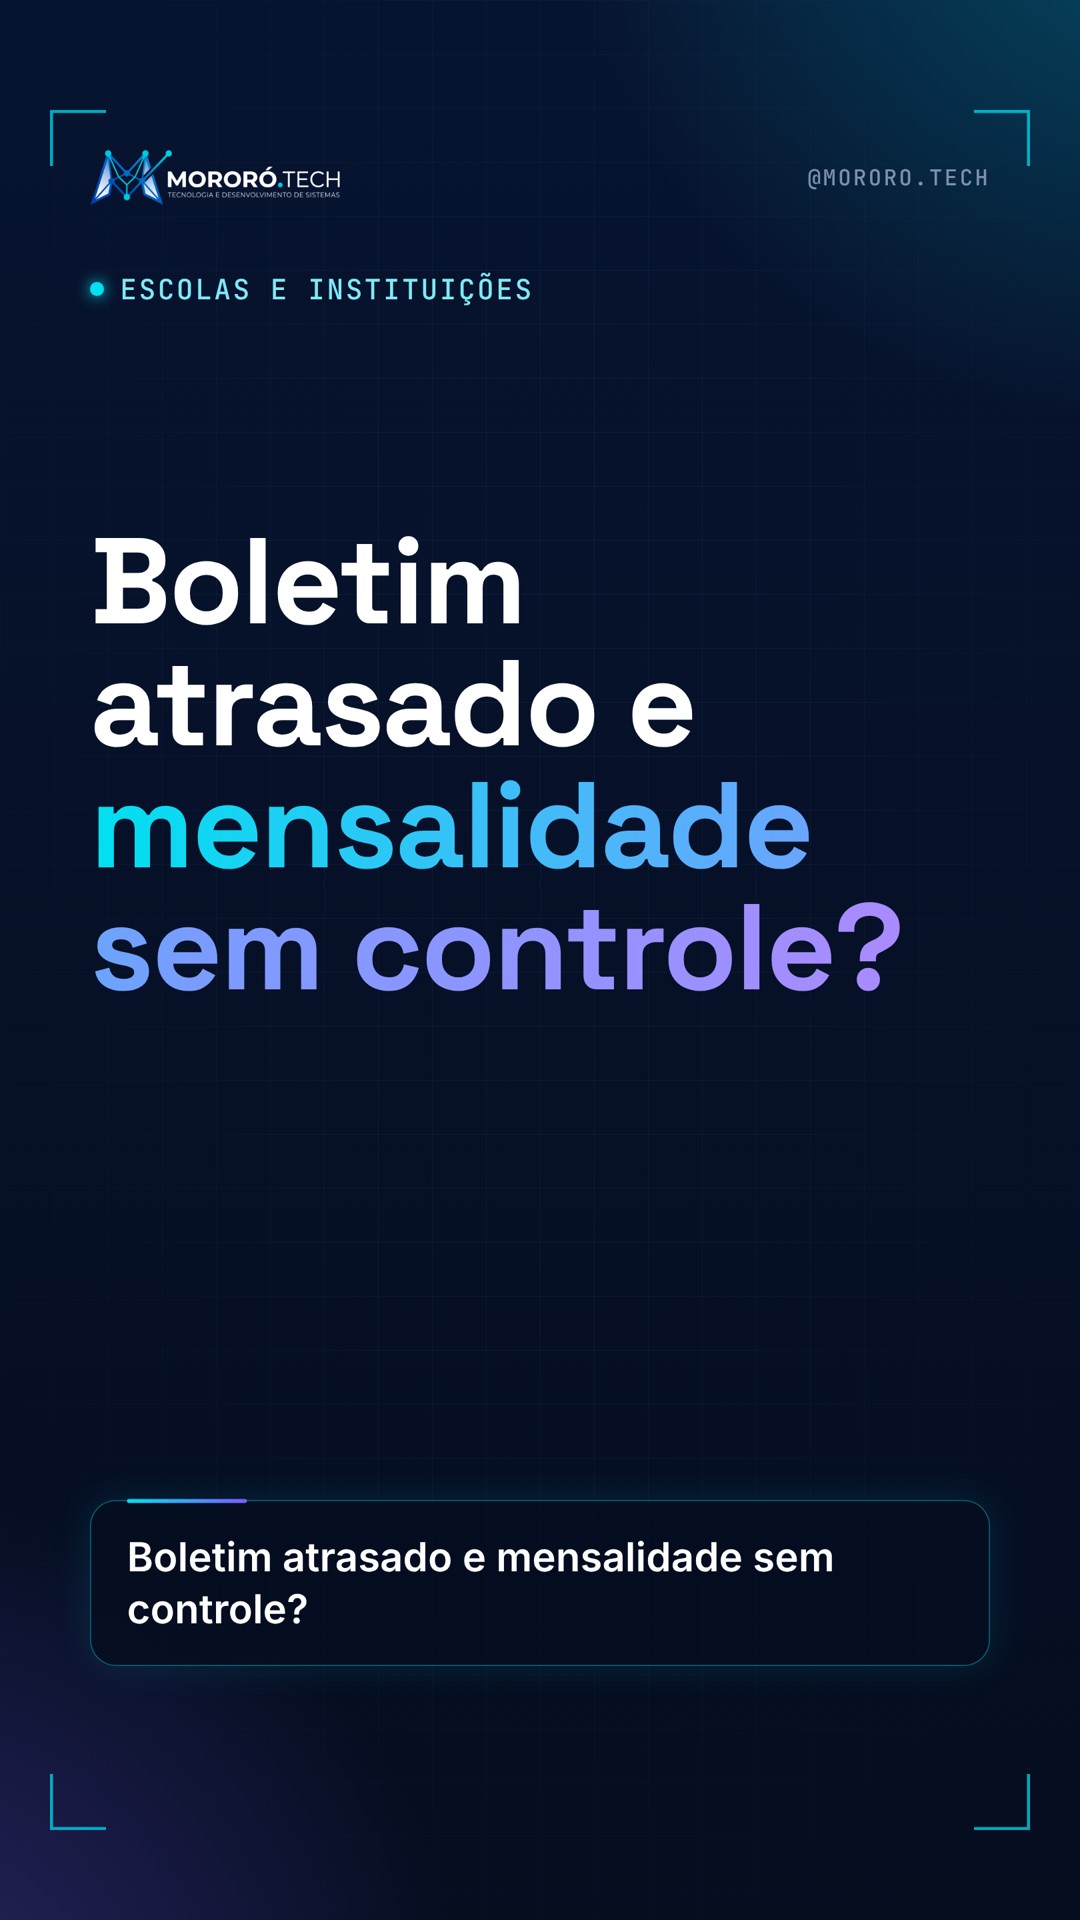 MORORÓ.TECH
TECNOLOGIA E DESENVOLVIMENTO DE SISTEMAS
@MORORO.TECH
ESCOLAS E INSTITUIÇÕES
Boletim
atrasado e
mensalidade
sem controle?
Boletim atrasado e mensalidade sem
controle?